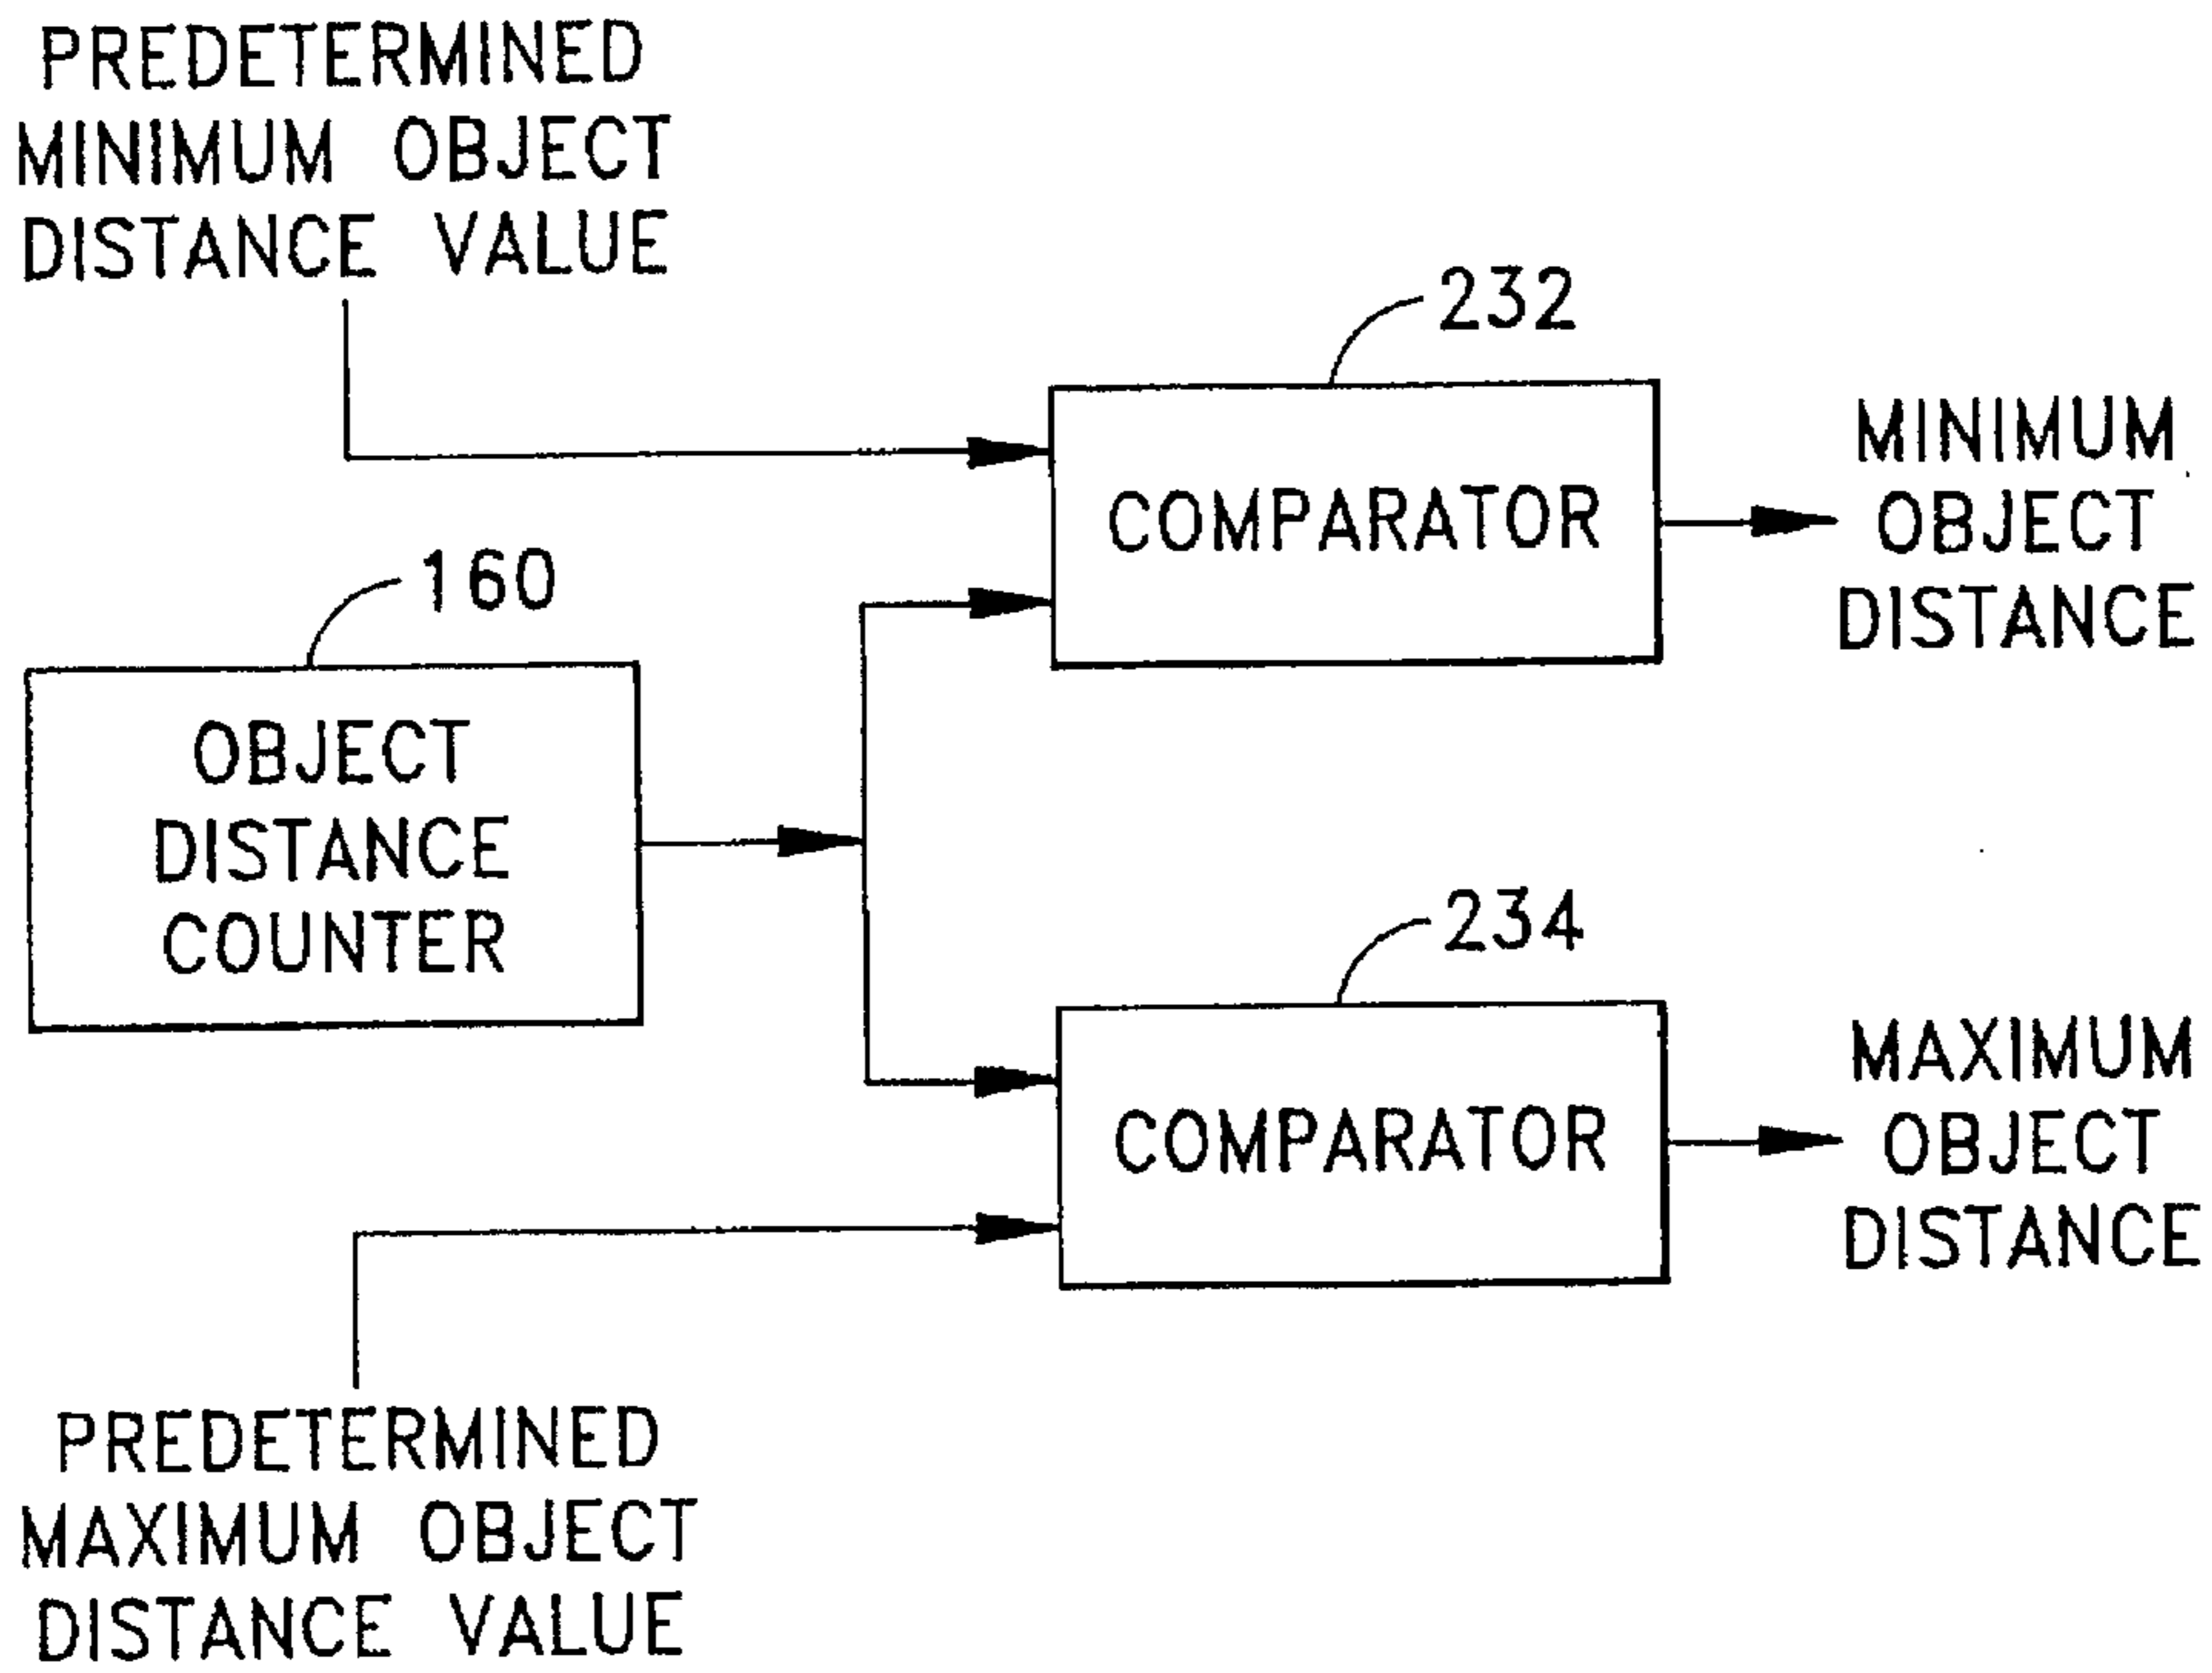 PREDETERMINED
MINIMUM OBJECT
DISTANCE VALUE
232
COMPARATOR
MINIMUM
OBJECT
DISTANCE
160
OBJECT
DISTANCE
COUNTER
234
COMPARATOR
MAXIMUM
OBJECT
DISTANCE
PREDETERMINED
MAXIMUM OBJECT
DISTANCE VALUE